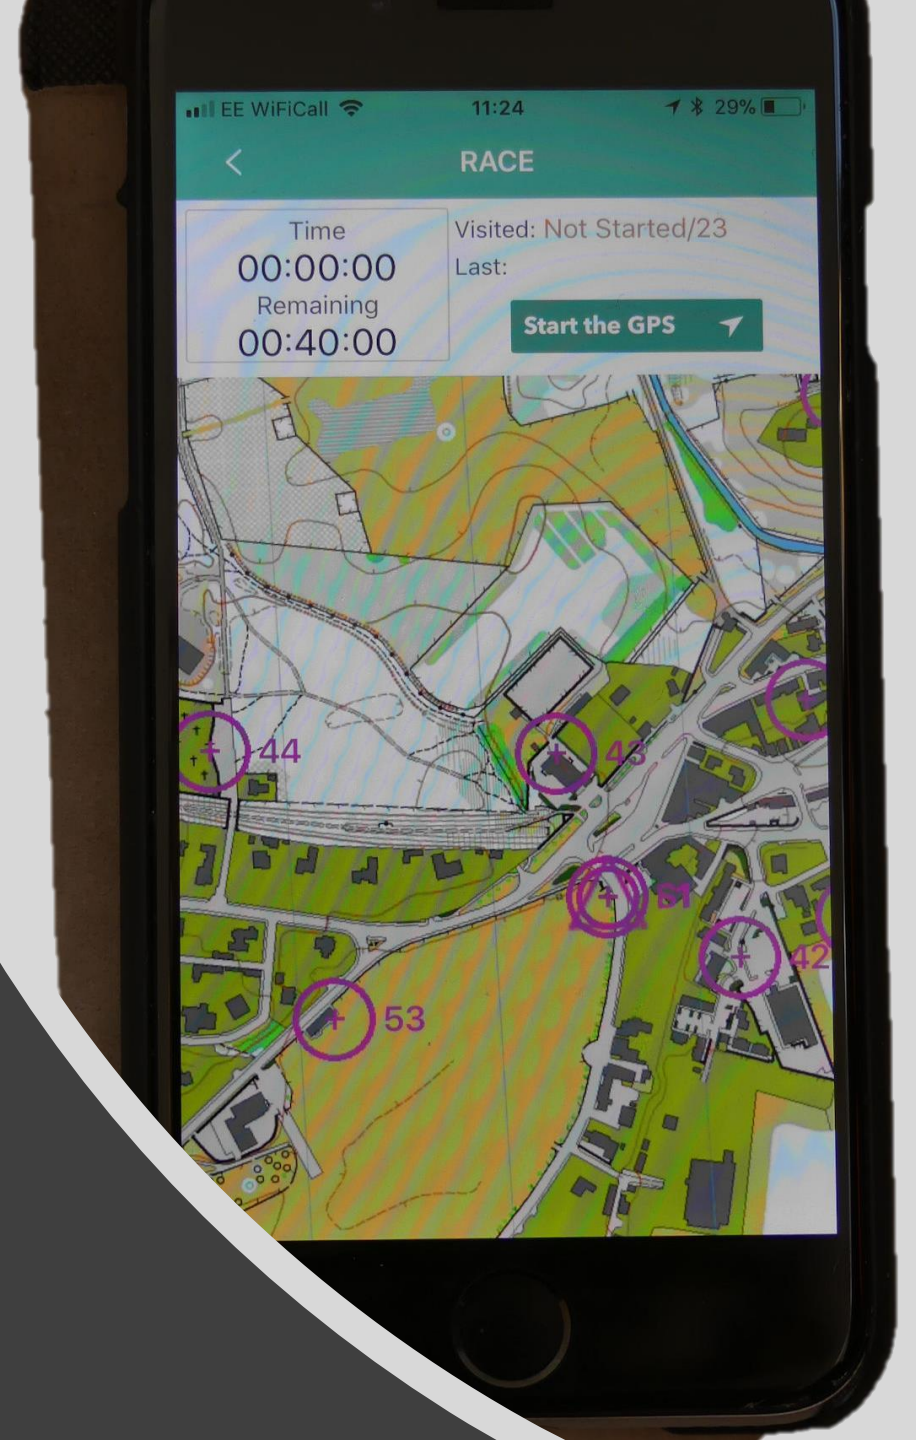 EE WiFiCall 11:24 29%
RACE
Time
00:00:00
Remaining
00:40:00
Visited: Not Started/23
Last:
Start the GPS
44
43
42
53